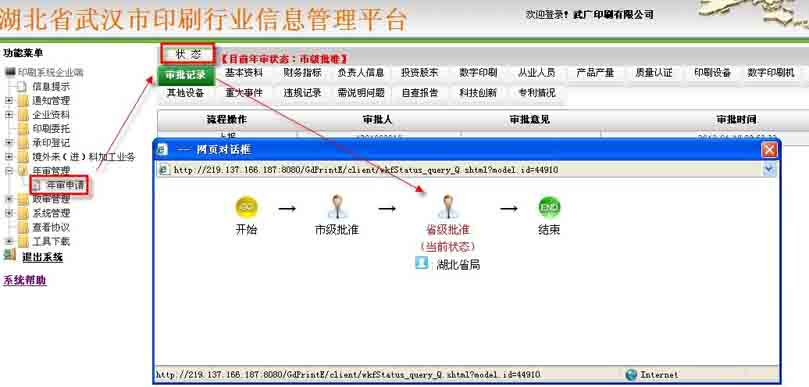 湖北省武汉市印刷行业信息管理平台
欢迎登录! 武广印刷有限公司
功能菜单
状 态
【目前年审状态：市级批准】
印刷系统企业端
信息提示
通知管理
企业资料
印刷委托
承印登记
境外来（进）料加工业务
年审管理
年审申请
政审管理
系统管理
查看协议
工具下载
退出系统
系统帮助
审批记录 基本资料 财务指标 负责人信息 投资股东 数字印刷 从业人员 产品产量 质量认证 印刷设备 数字印刷机
其他设备 重大事件 违规记录 需说明问题 自查报告 科技创新 专利情况
流程操作 审批人 审批意见 审批时间
-- 网页对话框
http://219.137.166.187:8080/GdPrintE/client/wkfStatus_query_Q.shtml?model.id=44910
GO → → → END
开始 市级批准 省级批准 结束
(当前状态)
: 湖北省局
http://219.137.166.187:8080/GdPrintE/client/wkfStatus_query_Q.shtml?model.id=44910
Internet